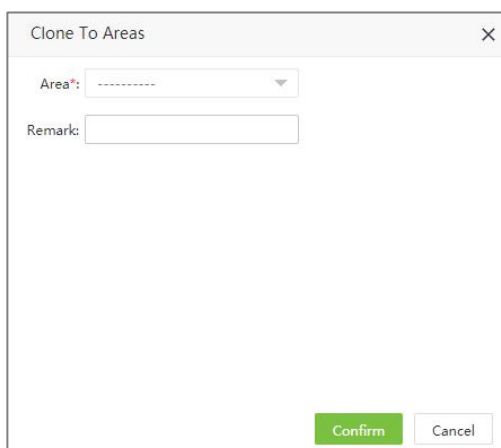 Clone To Areas
Area*: ----------
Remark:
Confirm Cancel